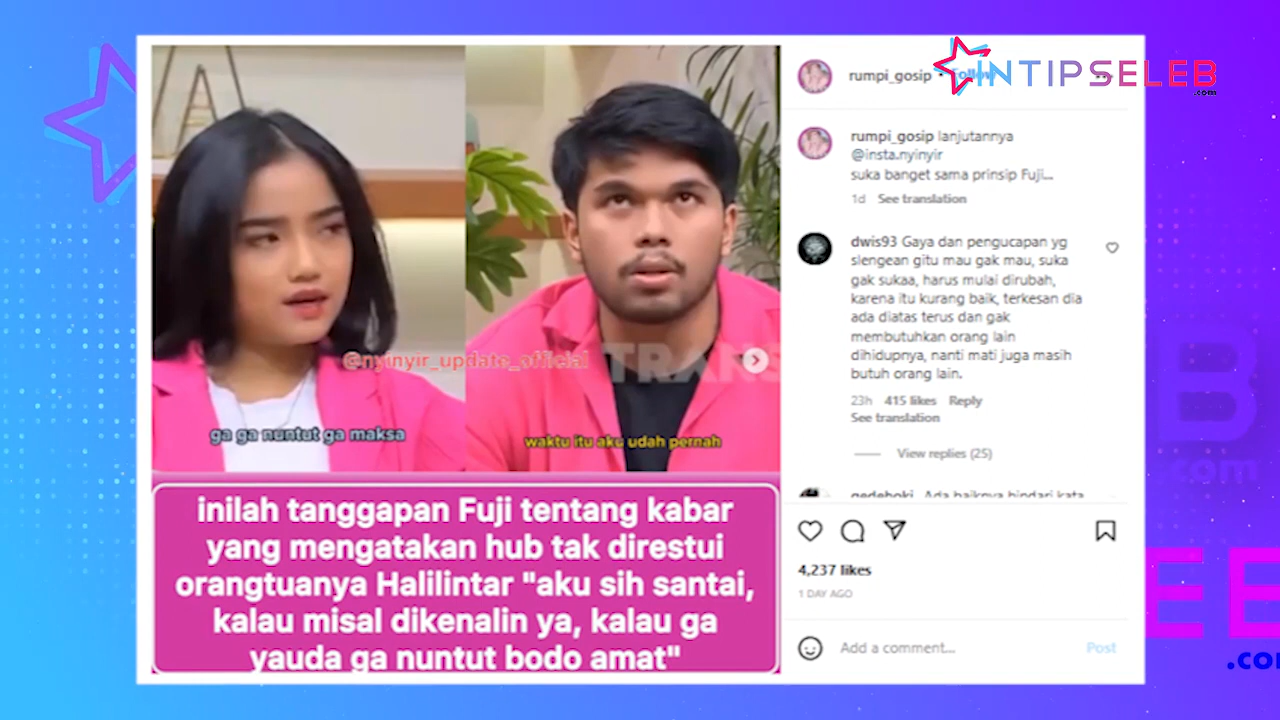 INTIPSELEB
.com
rumpi_gosip • Follow
rumpi_gosip lanjutannya
@insta.nyinyir
suka banget sama prinsip Fuji...
1d See translation
dwis93 Gaya dan pengucapan yg
slengean gitu mau gak mau, suka
gak sukaa, harus mulai dirubah,
karena itu kurang baik, terkesan dia
ada diatas terus dan gak
membutuhkan orang lain
dihidupnya, nanti mati juga masih
butuh orang lain.
23h 415 likes Reply
See translation
View replies (25)
4,237 likes
1 DAY AGO
Add a comment... Post
@nyinyir_update_official
TRANS
ga ga nuntut ga maksa
waktu itu aku udah pernah
inilah tanggapan Fuji tentang kabar
yang mengatakan hub tak direstui
orangtuanya Halilintar "aku sih santai,
kalau misal dikenalin ya, kalau ga
yauda ga nuntut bodo amat"
B
.com
EE
.co